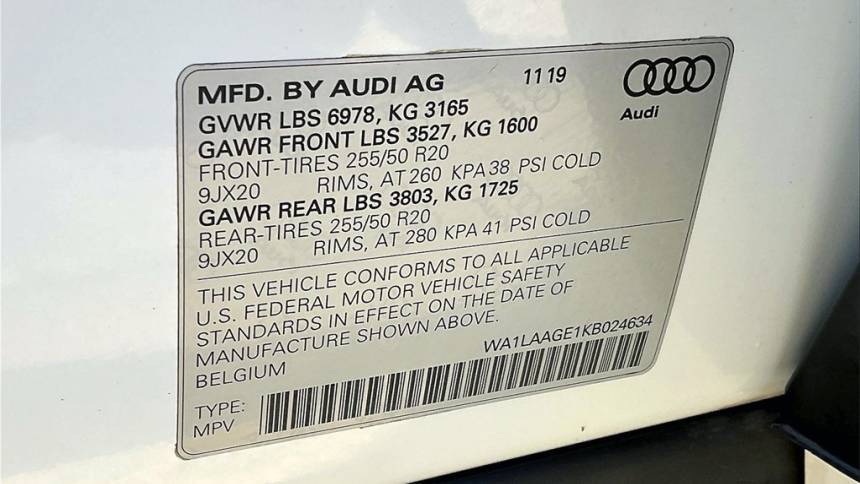 MFD. BY AUDI AG 11 19
Audi
GVWR LBS 6978, KG 3165
GAWR FRONT LBS 3527, KG 1600
FRONT-TIRES 255/50 R20
9JX20 RIMS, AT 260 KPA 38 PSI COLD
GAWR REAR LBS 3803, KG 1725
REAR-TIRES 255/50 R20
9JX20 RIMS, AT 280 KPA 41 PSI COLD
THIS VEHICLE CONFORMS TO ALL APPLICABLE
U.S. FEDERAL MOTOR VEHICLE SAFETY
STANDARDS IN EFFECT ON THE DATE OF
MANUFACTURE SHOWN ABOVE.
BELGIUM WA1LAAGE1KB024634
TYPE:
MPV